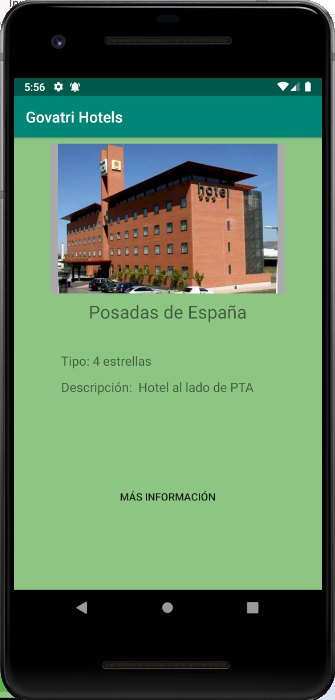 5:56
Govatri Hotels
hotel
Posadas de España
Tipo: 4 estrellas
Descripción:  Hotel al lado de PTA
MÁS INFORMACIÓN